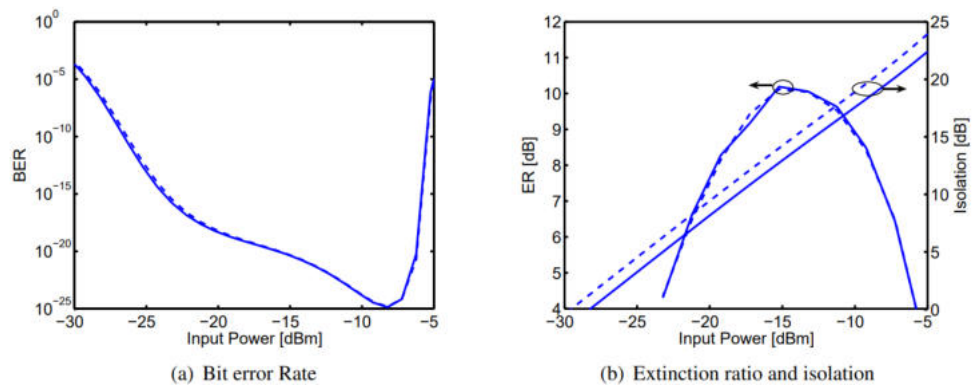 10^0
10^-5
10^-10
10^-15
10^-20
10^-25
BER
−30 −25 −20 −15 −10 −5
Input Power [dBm]
(a) Bit error Rate
12
11
10
9
8
7
6
5
4
ER [dB]
25
20
15
10
5
0
Isolation [dB]
−30 −25 −20 −15 −10 −5
Input Power [dBm]
(b) Extinction ratio and isolation